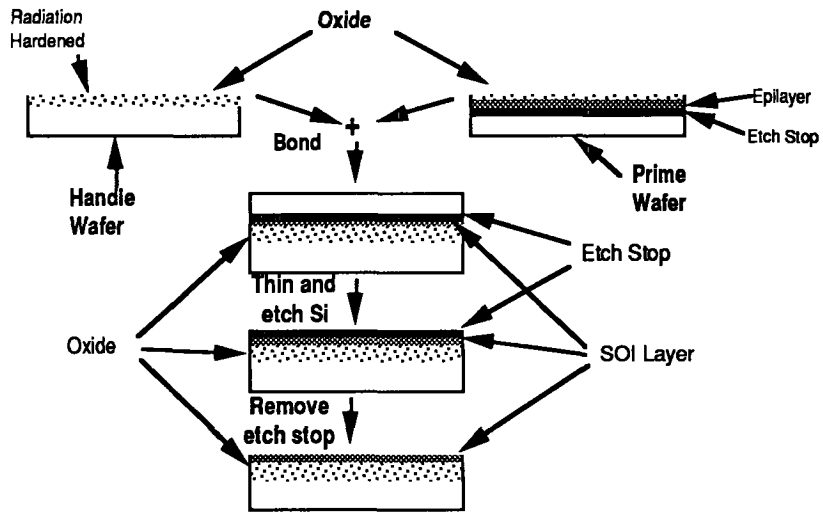 Radiation
Hardened
Oxide
Epilayer
Etch Stop
+
Bond
Handle
Wafer
Prime
Wafer
Etch Stop
Thin and
etch Si
Oxide
SOI Layer
Remove
etch stop